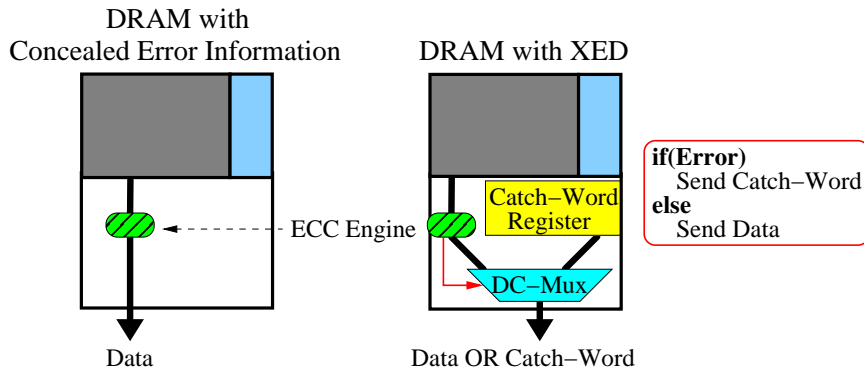 DRAM with
Concealed Error Information
DRAM with XED
Catch–Word
Register
if(Error)
Send Catch–Word
else
Send Data
ECC Engine
DC–Mux
Data
Data OR Catch–Word